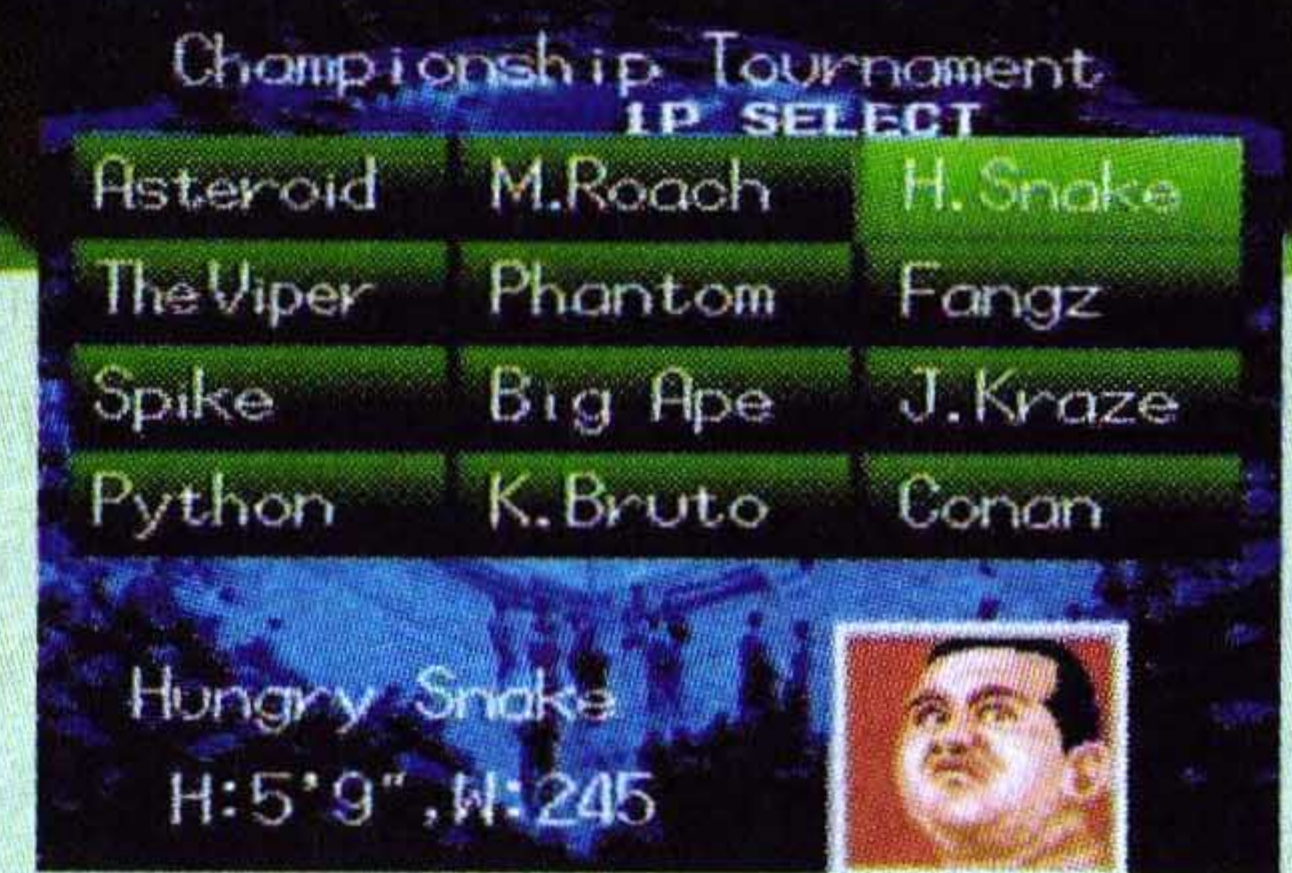 Championship Tournament
1P SELECT
Asteroid M.Roach H.Snake
The Viper Phantom Fangz
Spike Big Ape J.Kraze
Python K.Bruto Conan
Hungry Snake
H:5'9",W:245